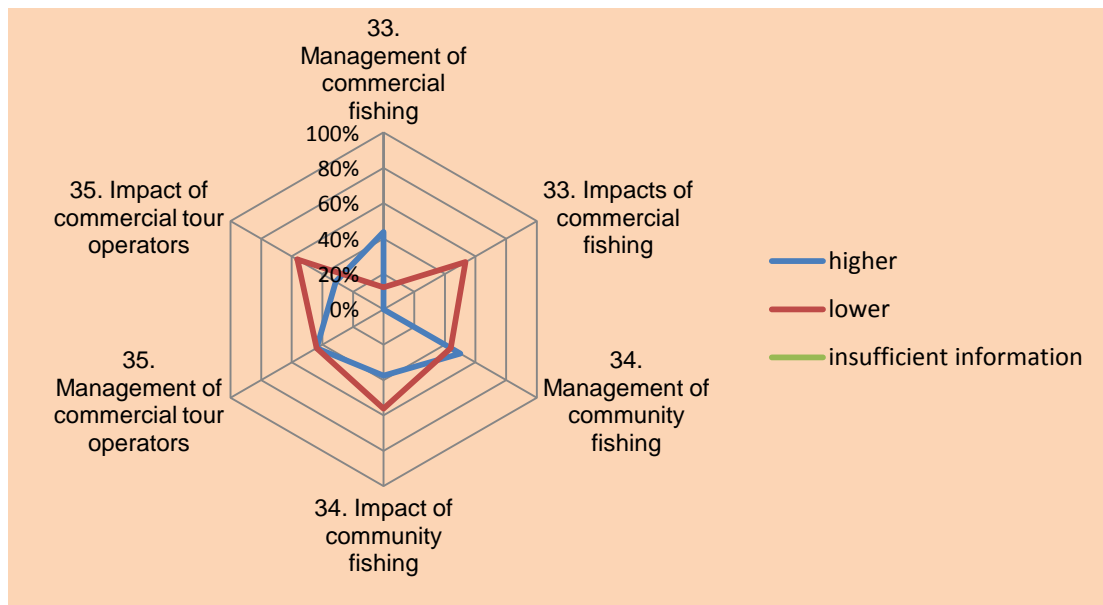 33.
Management of
commercial
fishing
100%
80%
60%
40%
20%
0%
33. Impacts of
commercial
fishing
34.
Management of
community
fishing
34. Impact of
community
fishing
35.
Management of
commercial tour
operators
35. Impact of
commercial tour
operators
higher
lower
insufficient information